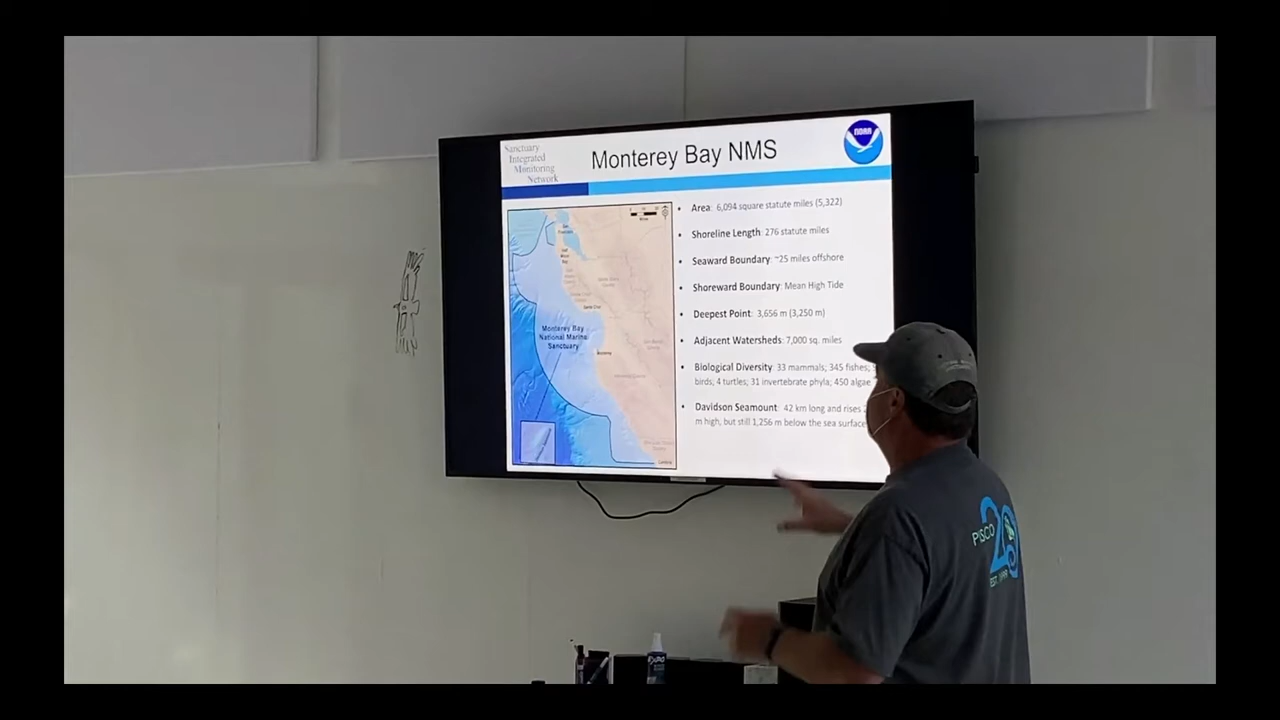 Sanctuary
Integrated
Monitoring
Network
Monterey Bay NMS
NOAA
Monterey Bay
National Marine
Sanctuary
Santa Cruz
Monterey
• Area: 6,094 square statute miles (5,322)
• Shoreline Length: 276 statute miles
• Seaward Boundary: ~25 miles offshore
• Shoreward Boundary: Mean High Tide
• Deepest Point: 3,656 m (3,250 m)
• Adjacent Watersheds: 7,000 sq. miles
• Biological Diversity: 33 mammals; 345 fishes;
birds; 4 turtles; 31 invertebrate phyla; 450 algae
• Davidson Seamount: 42 km long and rises
m high, but still 1,256 m below the sea surface
PISCO
20
EST.
EXPO